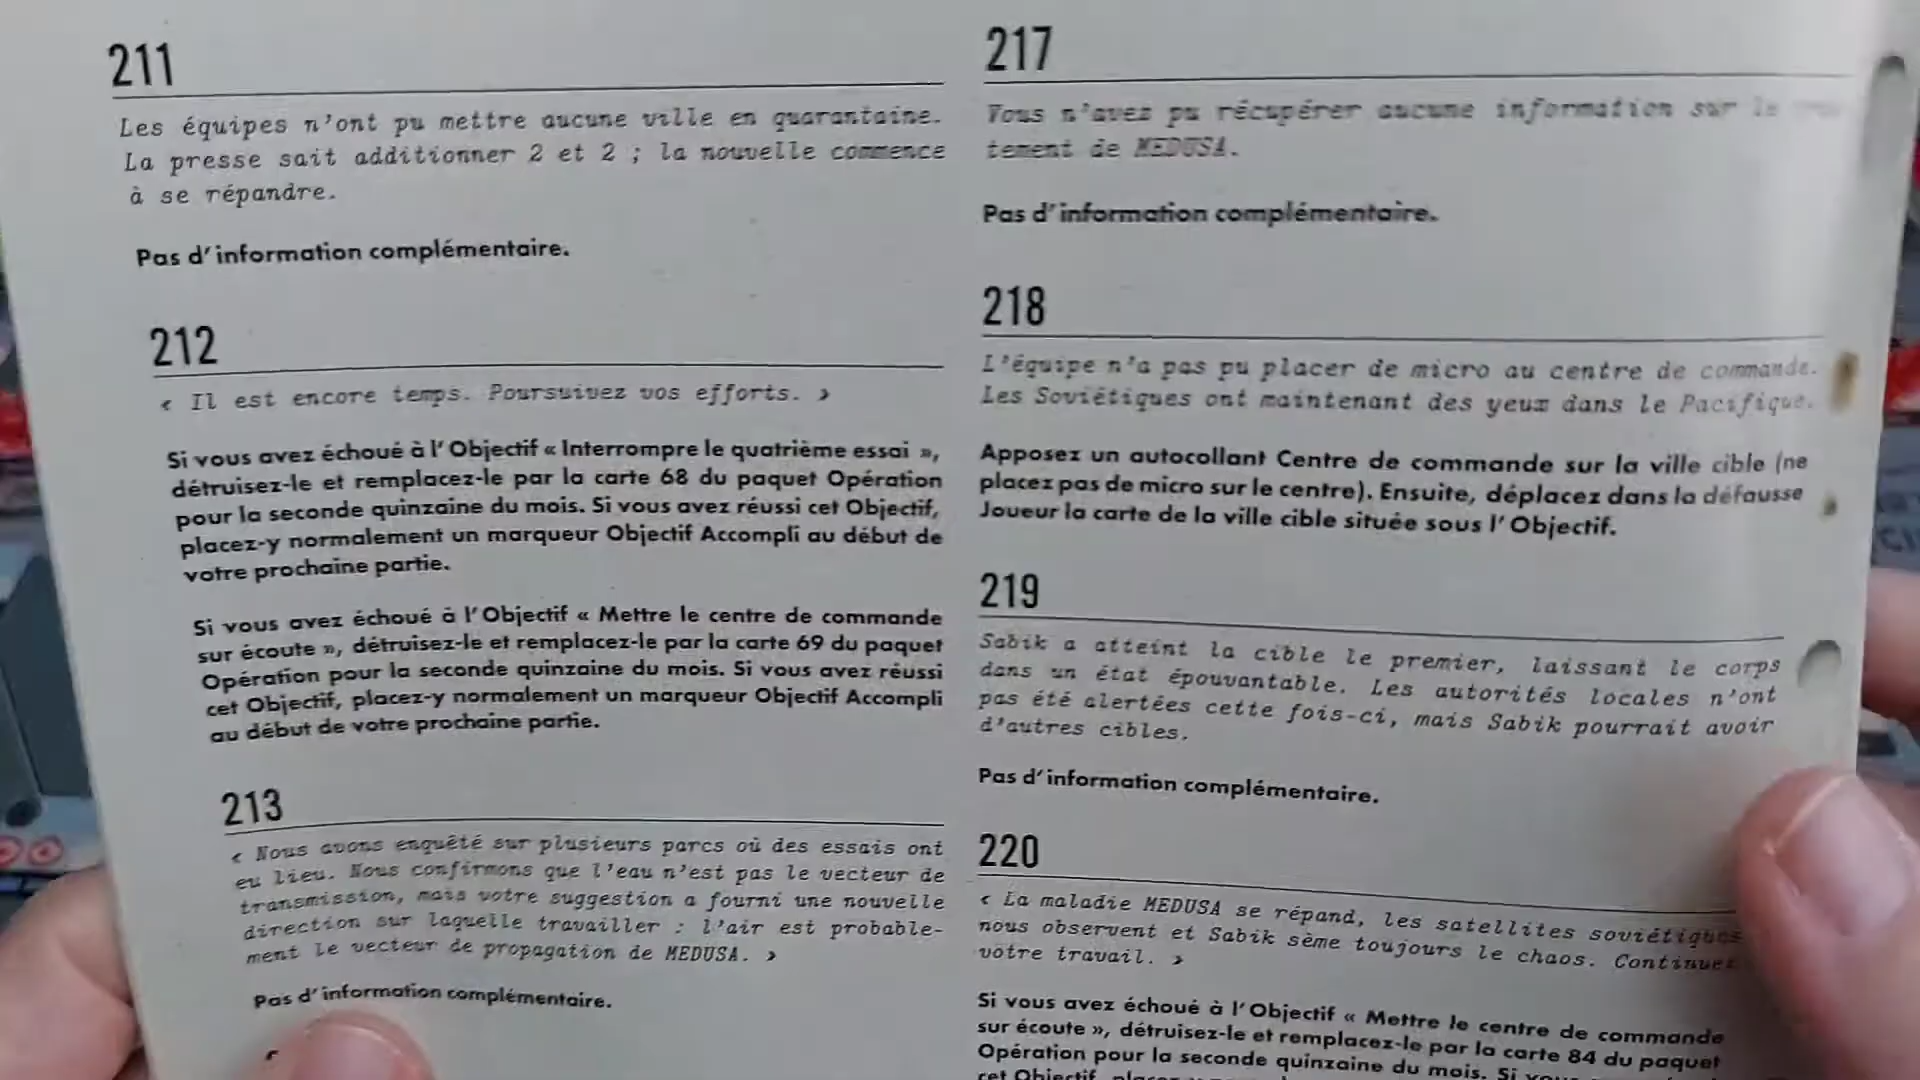 211
Les équipes n'ont pu mettre aucune ville en quarantaine.
La presse sait additionner 2 et 2 ; la nouvelle commence
à se répandre.
Pas d'information complémentaire.
212
« Il est encore temps. Poursuivez vos efforts. »
Si vous avez échoué à l'Objectif « Interrompre le quatrième essai »,
détruisez-le et remplacez-le par la carte 68 du paquet Opération
pour la seconde quinzaine du mois. Si vous avez réussi cet Objectif,
placez-y normalement un marqueur Objectif Accompli au début de
votre prochaine partie.
Si vous avez échoué à l'Objectif « Mettre le centre de commande
sur écoute », détruisez-le et remplacez-le par la carte 69 du paquet
Opération pour la seconde quinzaine du mois. Si vous avez réussi
cet Objectif, placez-y normalement un marqueur Objectif Accompli
au début de votre prochaine partie.
213
« Nous avons enquêté sur plusieurs parcs où des essais ont
eu lieu. Nous confirmons que l'eau n'est pas le vecteur de
transmission, mais votre suggestion a fourni une nouvelle
direction sur laquelle travailler : l'air est probable-
ment le vecteur de propagation de MEDUSA. »
Pas d'information complémentaire.
217
Vous n'avez pu récupérer aucune information sur le
tement de MEDUSA.
Pas d'information complémentaire.
218
L'équipe n'a pas pu placer de micro au centre de commande.
Les Soviétiques ont maintenant des yeux dans le Pacifique.
Apposez un autocollant Centre de commande sur la ville cible (ne
placez pas de micro sur le centre). Ensuite, déplacez dans la défausse
Joueur la carte de la ville cible située sous l'Objectif.
219
Sabik a atteint la cible le premier, laissant le corps
dans un état épouvantable. Les autorités locales n'ont
pas été alertées cette fois-ci, mais Sabik pourrait avoir
d'autres cibles.
Pas d'information complémentaire.
220
« La maladie MEDUSA se répand, les satellites soviétiques
nous observent et Sabik sème toujours le chaos. Continuez
votre travail. »
Si vous avez échoué à l'Objectif « Mettre le centre de commande
sur écoute », détruisez-le et remplacez-le par la carte 84 du paquet
Opération pour la seconde quinzaine du mois. Si
cet Objectif,